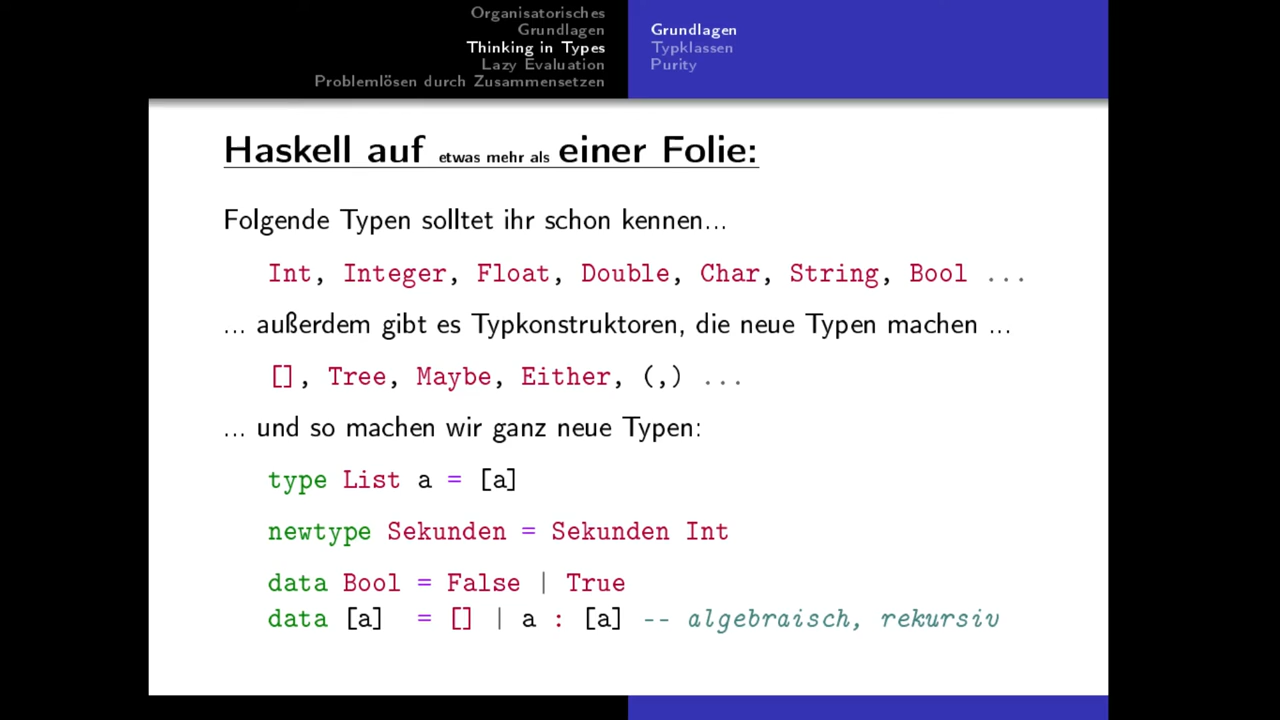 Organisatorisches
Grundlagen
Thinking in Types
Lazy Evaluation
Problemlösen durch Zusammensetzen
Grundlagen
Typklassen
Purity
Haskell auf etwas mehr als einer Folie:
Folgende Typen solltet ihr schon kennen...
Int, Integer, Float, Double, Char, String, Bool ...
... außerdem gibt es Typkonstruktoren, die neue Typen machen ...
[], Tree, Maybe, Either, (,) ...
... und so machen wir ganz neue Typen:
type List a = [a]
newtype Sekunden = Sekunden Int
data Bool = False | True
data [a] = [] | a : [a] -- algebraisch, rekursiv